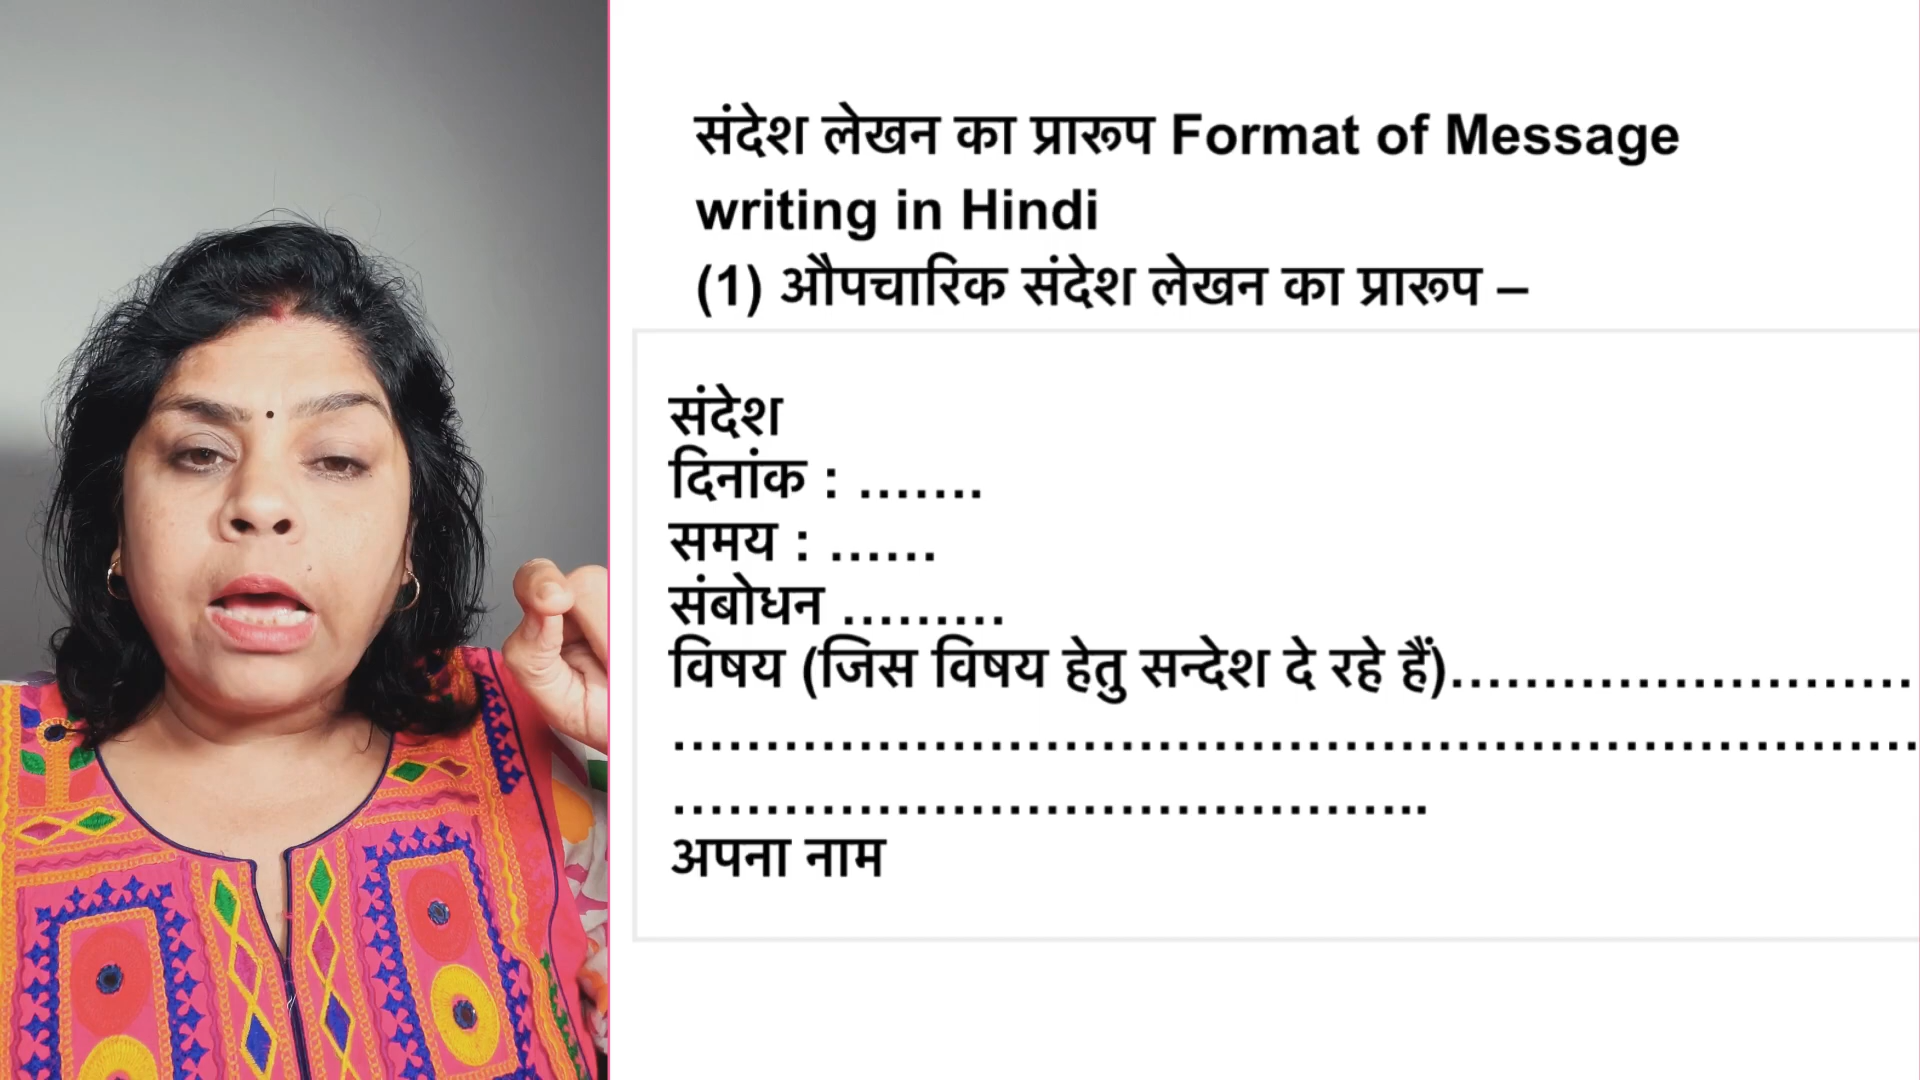 संदेश लेखन का प्रारूप Format of Message
writing in Hindi
(1) औपचारिक संदेश लेखन का प्रारूप –
संदेश
दिनांक : …….
समय : ……
संबोधन ………
विषय (जिस विषय हेतु सन्देश दे रहे हैं)……………………….
………………………………………………………………….
……………………………………..
अपना नाम